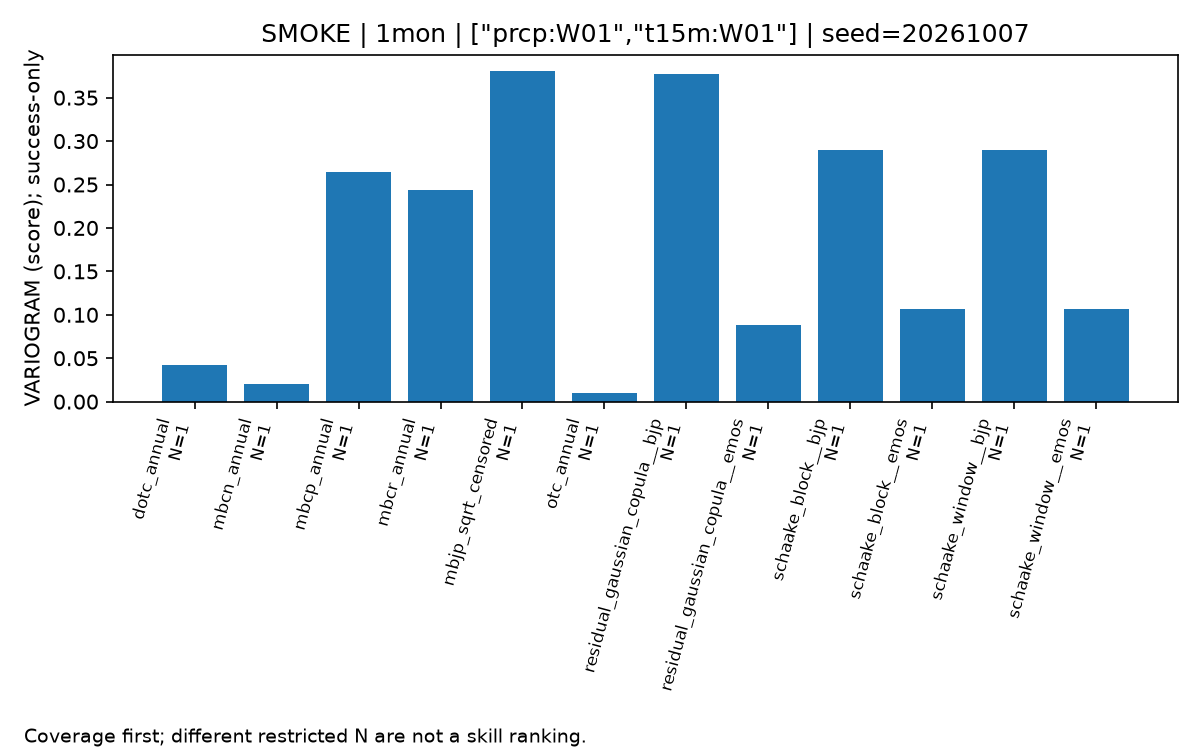 SMOKE | 1mon | ["prcp:W01","t15m:W01"] | seed=20261007
VARIOGRAM (score); success-only
0.35
0.30
0.25
0.20
0.15
0.10
0.05
0.00
dotc_annual
N=1
mbcn_annual
N=1
mbcp_annual
N=1
mbcr_annual
N=1
mbjp_sqrt_censored
N=1
otc_annual
N=1
residual_gaussian_copula__bjp
N=1
residual_gaussian_copula__emos
N=1
schaake_block__bjp
N=1
schaake_block__emos
N=1
schaake_window__bjp
N=1
schaake_window__emos
N=1
Coverage first; different restricted N are not a skill ranking.